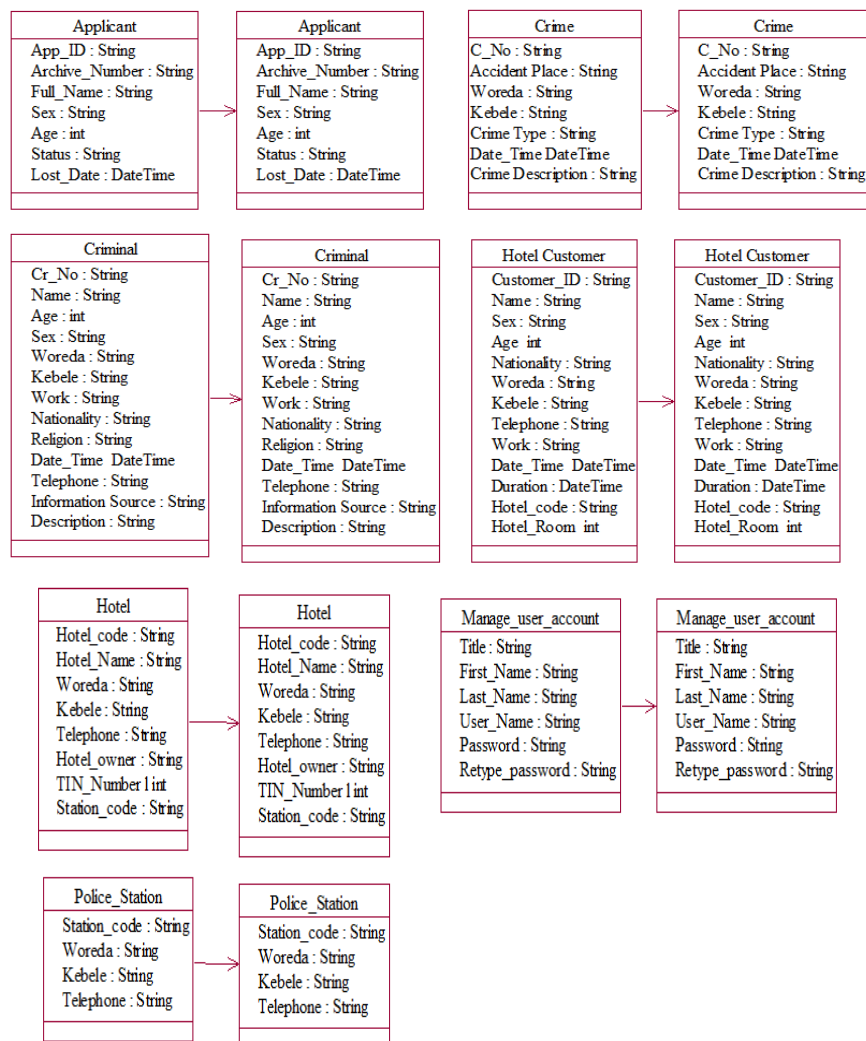 Applicant
App_ID : String
Archive_Number : String
Full_Name : String
Sex : String
Age : int
Status : String
Lost_Date : DateTime
Applicant
App_ID : String
Archive_Number : String
Full_Name : String
Sex : String
Age : int
Status : String
Lost_Date : DateTime
Crime
C_No : String
Accident Place : String
Woreda : String
Kebele : String
Crime Type : String
Date_Time DateTime
Crime Description : String
Crime
C_No : String
Accident Place : String
Woreda : String
Kebele : String
Crime Type : String
Date_Time DateTime
Crime Description : String
Criminal
Cr_No : String
Name : String
Age : int
Sex : String
Woreda : String
Kebele : String
Work : String
Nationality : String
Religion : String
Date_Time DateTime
Telephone : String
Information Source : String
Description : String
Criminal
Cr_No : String
Name : String
Age : int
Sex : String
Woreda : String
Kebele : String
Work : String
Nationality : String
Religion : String
Date_Time DateTime
Telephone : String
Information Source : String
Description : String
Hotel Customer
Customer_ID : String
Name : String
Sex : String
Age int
Nationality : String
Woreda : String
Kebele : String
Telephone : String
Work : String
Date_Time DateTime
Duration : DateTime
Hotel_code : String
Hotel_Room int
Hotel Customer
Customer_ID : String
Name : String
Sex : String
Age int
Nationality : String
Woreda : String
Kebele : String
Telephone : String
Work : String
Date_Time DateTime
Duration : DateTime
Hotel_code : String
Hotel_Room int
Hotel
Hotel_code : String
Hotel_Name : String
Woreda : String
Kebele : String
Telephone : String
Hotel_owner : String
TIN_Number1int
Station_code : String
Hotel
Hotel_code : String
Hotel_Name : String
Woreda : String
Kebele : String
Telephone : String
Hotel_owner : String
TIN_Number1int
Station_code : String
Manage_user_account
Title : String
First_Name : String
Last_Name : String
User_Name : String
Password : String
Retype_password : String
Manage_user_account
Title : String
First_Name : String
Last_Name : String
User_Name : String
Password : String
Retype_password : String
Police_Station
Station_code : String
Woreda : String
Kebele : String
Telephone : String
Police_Station
Station_code : String
Woreda : String
Kebele : String
Telephone : String